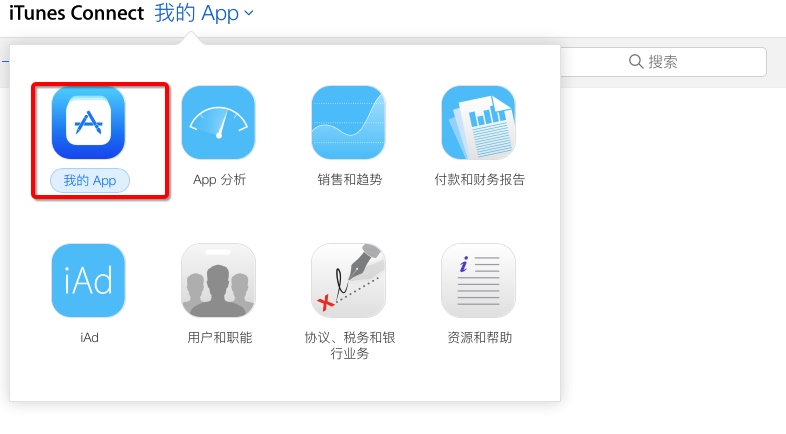 iTunes Connect 我的 App
搜索
我的 App
App 分析
销售和趋势
付款和财务报告
iAd
iAd
用户和职能
协议、税务和银
行业务
资源和帮助